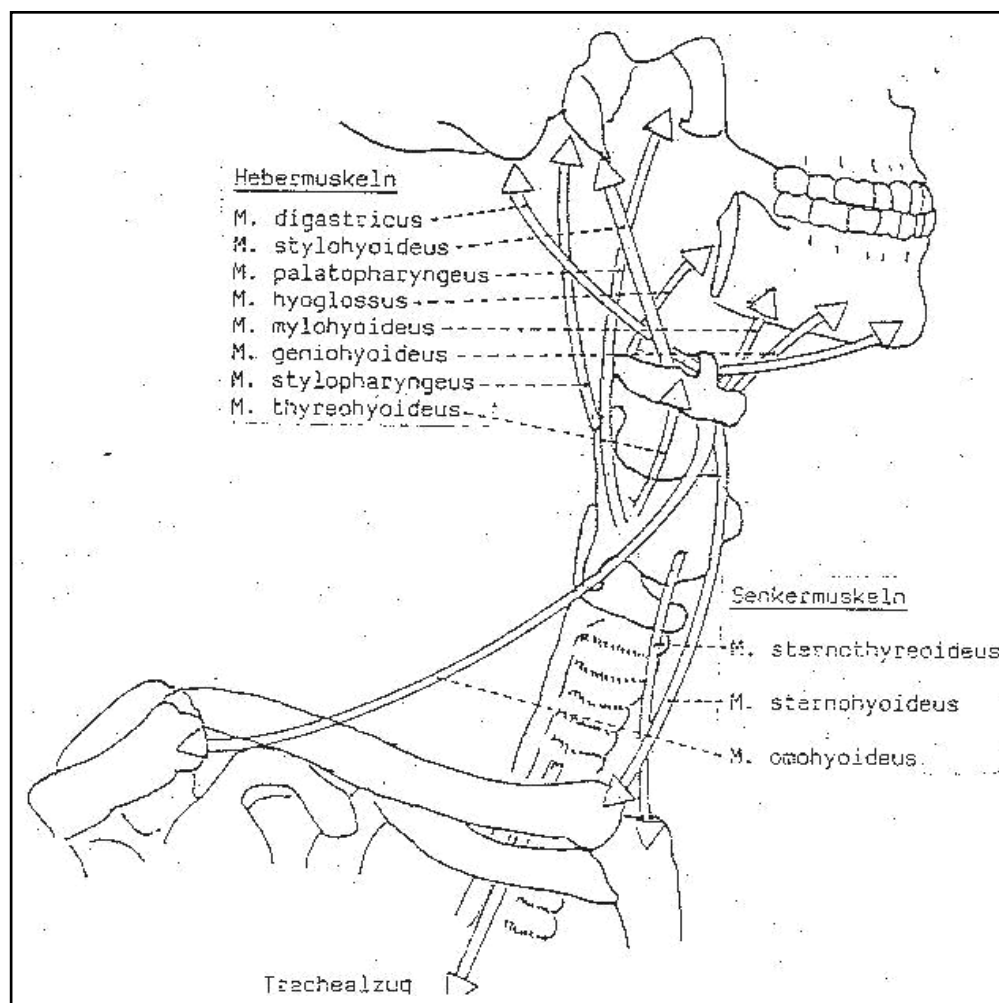 Hebermuskeln
M. digastricus
M. stylohyoideus
M. palatopharyngeus
M. hyoglossus
M. mylohyoideus
M. geniohyoideus
M. stylopharyngeus
M. thyreohyoideus
Senkermuskeln
M. sternothyreoideus
M. sternohyoideus
M. omohyoideus
Trachealzug